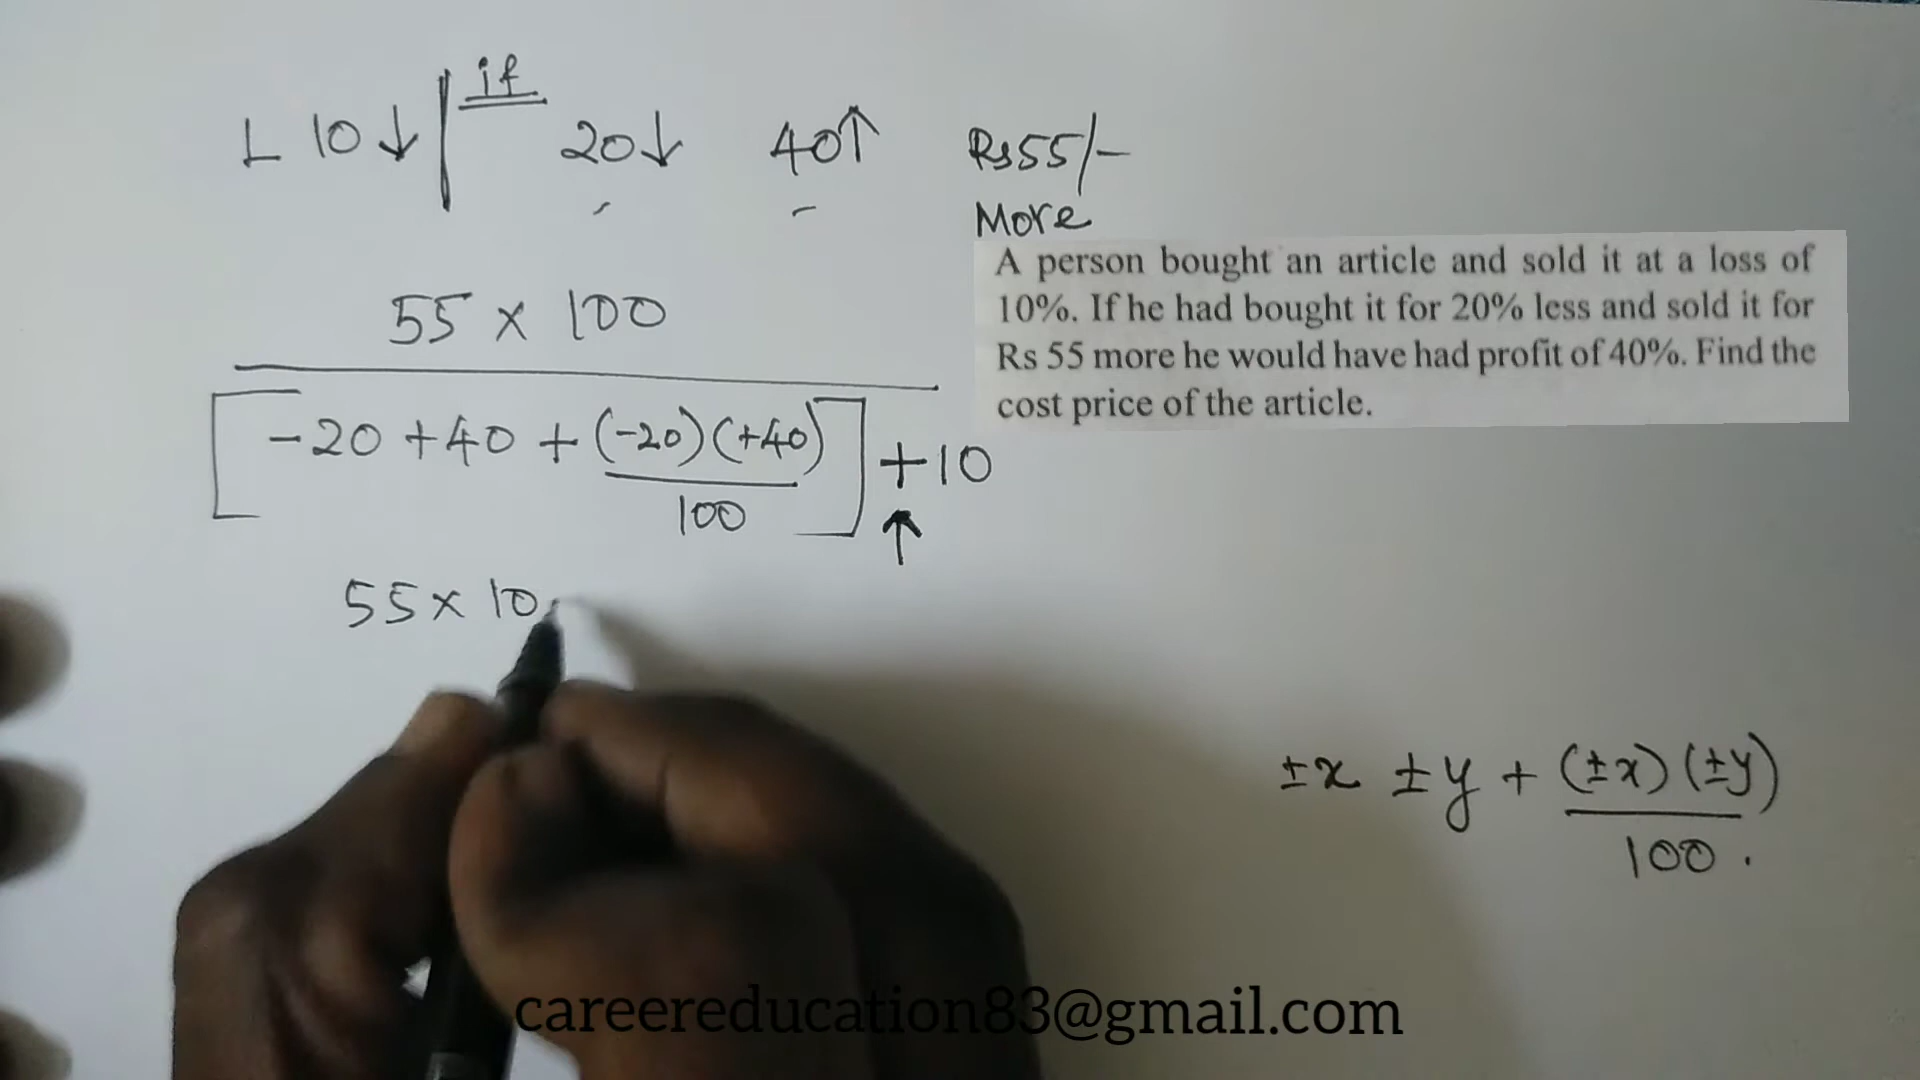 if
L 10↓ | 20↓ 40↑ Rs55/-
More
A person bought an article and sold it at a loss of
10%. If he had bought it for 20% less and sold it for
Rs 55 more he would have had profit of 40%. Find the
cost price of the article.
55 × 100
[-20 +40 + (-20)(+40)] +10
100
↑
55 × 10
±x ±y + (±x)(±y)
100.
careereducation83@gmail.com